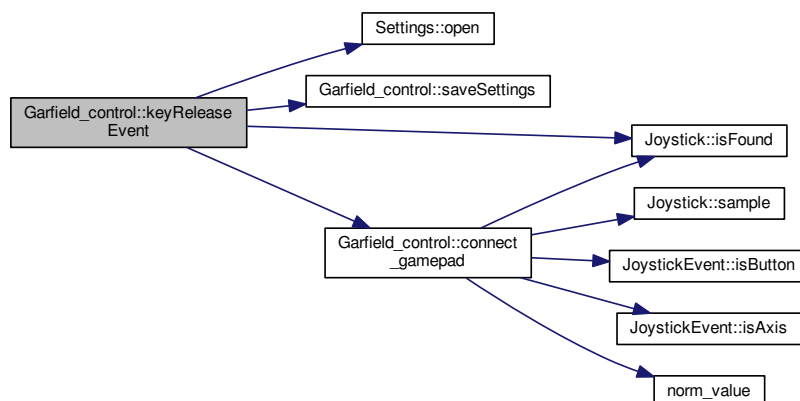 Settings::open
Garfield_control::saveSettings
Garfield_control::keyRelease
Event
Joystick::isFound
Joystick::sample
Garfield_control::connect
_gamepad
JoystickEvent::isButton
JoystickEvent::isAxis
norm_value